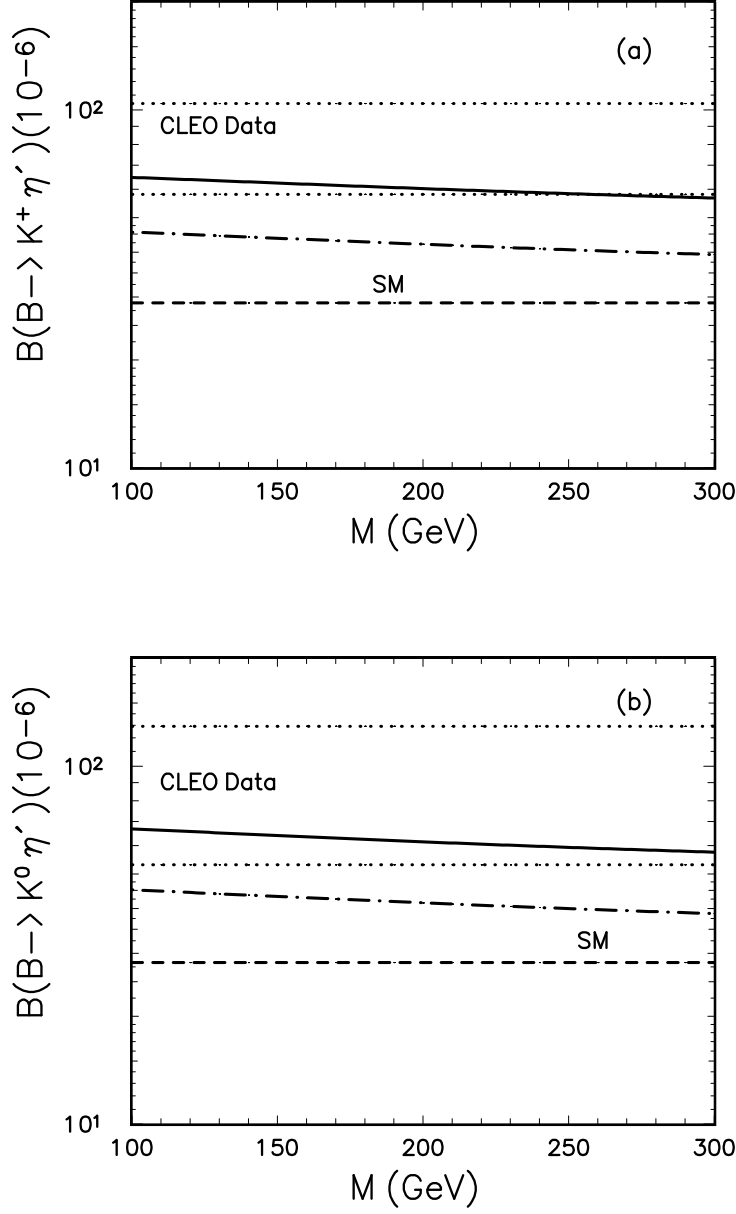 (a)
10²
CLEO Data
B(B−> K⁺ η′ )(10−6)
SM
10¹
100 150 200 250 300
M (GeV)
(b)
10²
CLEO Data
B(B−> K⁰ η′ )(10−6)
SM
10¹
100 150 200 250 300
M (GeV)